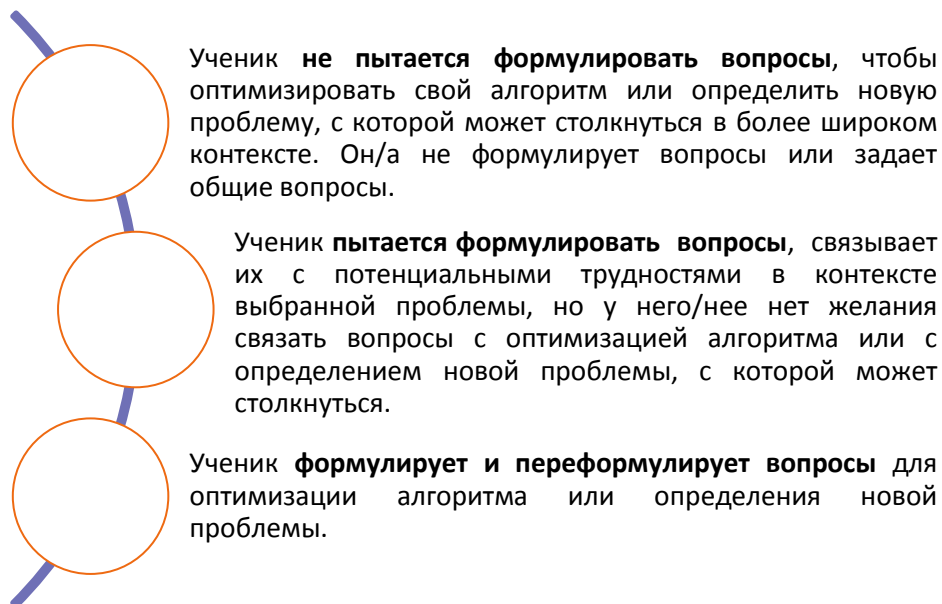 Ученик не пытается формулировать вопросы, чтобы
оптимизировать свой алгоритм или определить новую
проблему, с которой может столкнуться в более широком
контексте. Он/а не формулирует вопросы или задает
общие вопросы.
Ученик пытается формулировать вопросы, связывает
их с потенциальными трудностями в контексте
выбранной проблемы, но у него/нее нет желания
связать вопросы с оптимизацией алгоритма или с
определением новой проблемы, с которой может
столкнуться.
Ученик формулирует и переформулирует вопросы для
оптимизации алгоритма или определения новой
проблемы.